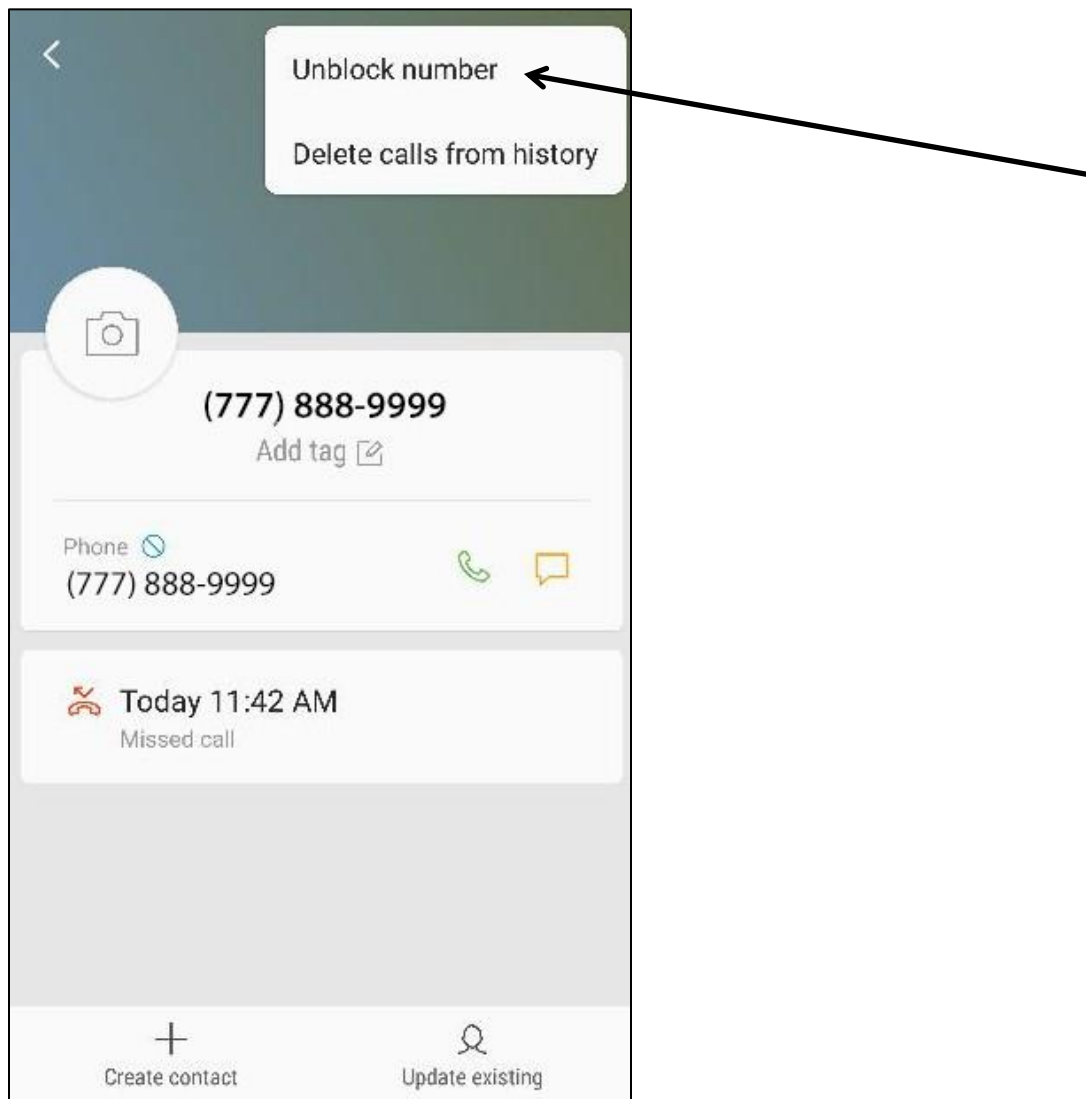 Unblock number
Delete calls from history
(777) 888-9999
Add tag
Phone
(777) 888-9999
Today 11:42 AM
Missed call
Create contact
Update existing